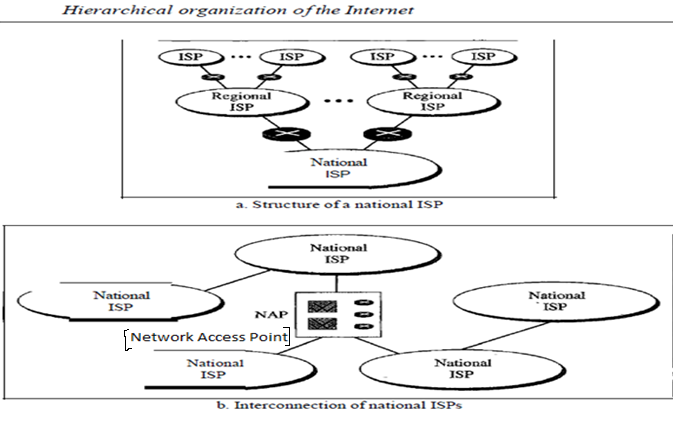 Hierarchical organization of the Internet
ISP ... ISP ISP ... ISP
Regional ISP ... Regional ISP
National ISP
a. Structure of a national ISP
National ISP
National ISP
NAP
National ISP
[Network Access Point]
National ISP
National ISP
b. Interconnection of national ISPs